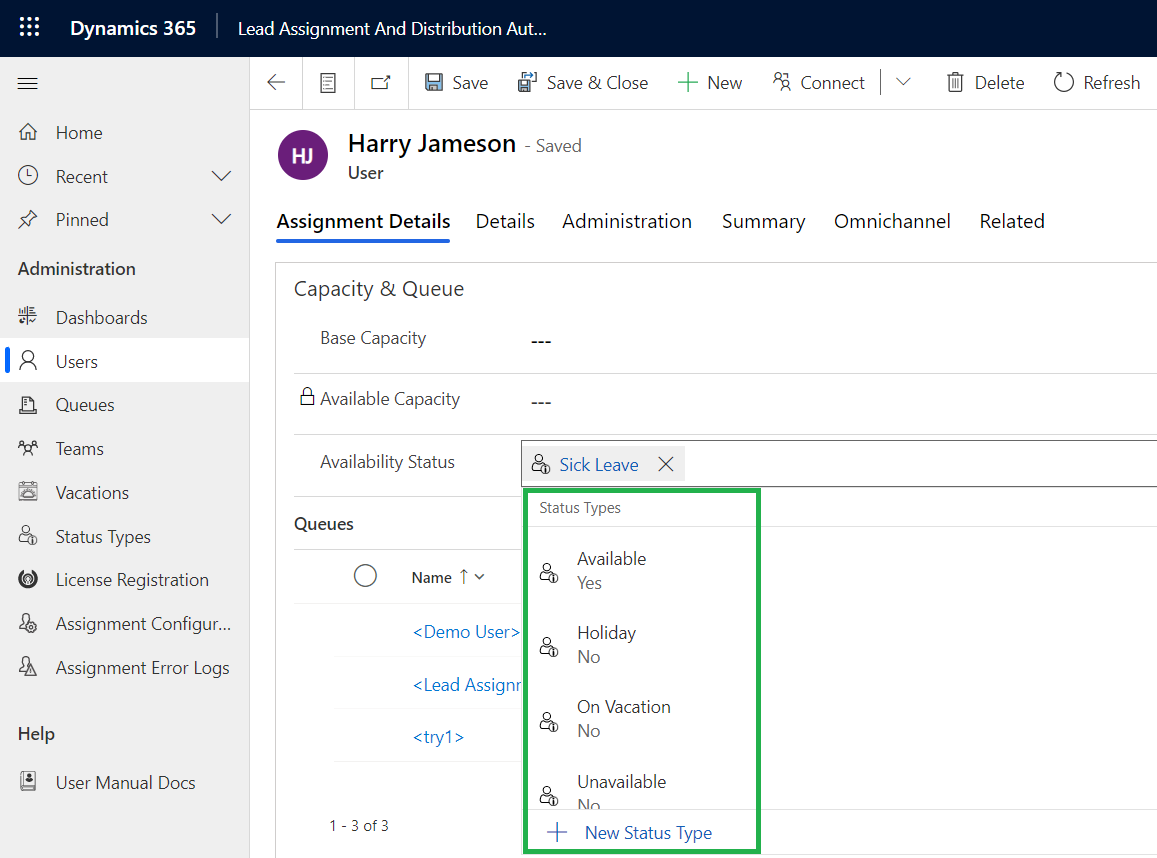 Dynamics 365
Lead Assignment And Distribution Aut...
Save
Save & Close
New
Connect
Delete
Refresh
Home
Recent
Pinned
Administration
Dashboards
Users
Queues
Teams
Vacations
Status Types
License Registration
Assignment Configur...
Assignment Error Logs
Help
User Manual Docs
HJ
Harry Jameson - Saved
User
Assignment Details
Details
Administration
Summary
Omnichannel
Related
Capacity & Queue
Base Capacity
---
Available Capacity
---
Availability Status
Sick Leave
Queues
Name
<Demo User>
<Lead Assignm
<try1>
1 - 3 of 3
Status Types
Available
Yes
Holiday
No
On Vacation
No
Unavailable
No
New Status Type